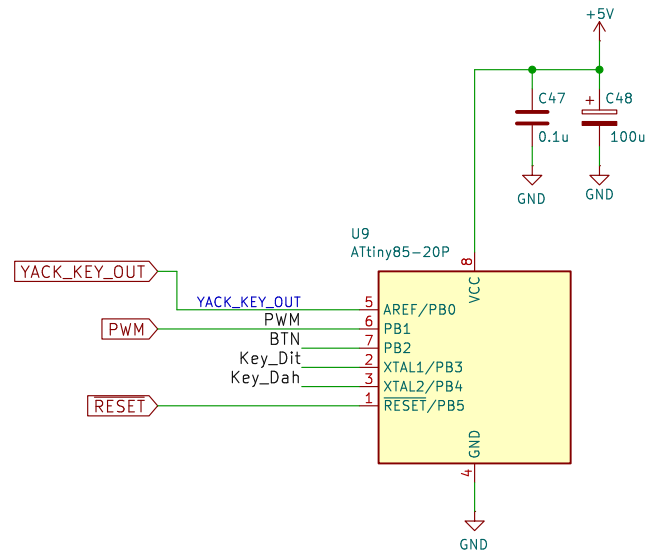 +5V
C47
C48
+
0.1u
100u
GND
GND
U9
ATtiny85-20P
8
VCC
YACK_KEY_OUT
YACK_KEY_OUT
5
AREF/PB0
PWM
PWM
6
PB1
BTN
7
PB2
Key_Dit
2
XTAL1/PB3
Key_Dah
3
XTAL2/PB4
RESET
1
RESET/PB5
GND
4
GND